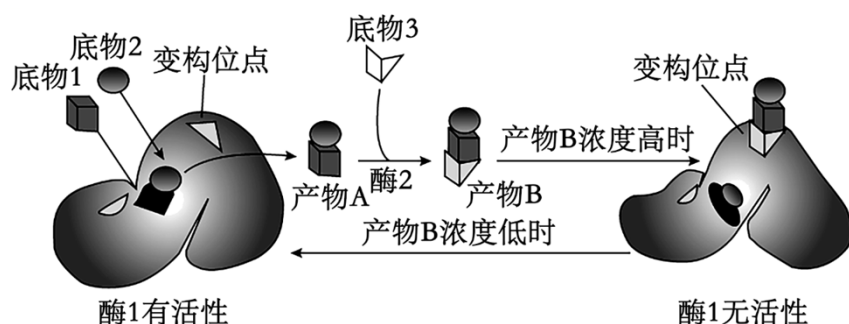 底物1
底物2
变构位点
底物3
变构位点
产物A
酶2
产物B
产物B浓度高时
产物B浓度低时
酶1有活性
酶1无活性